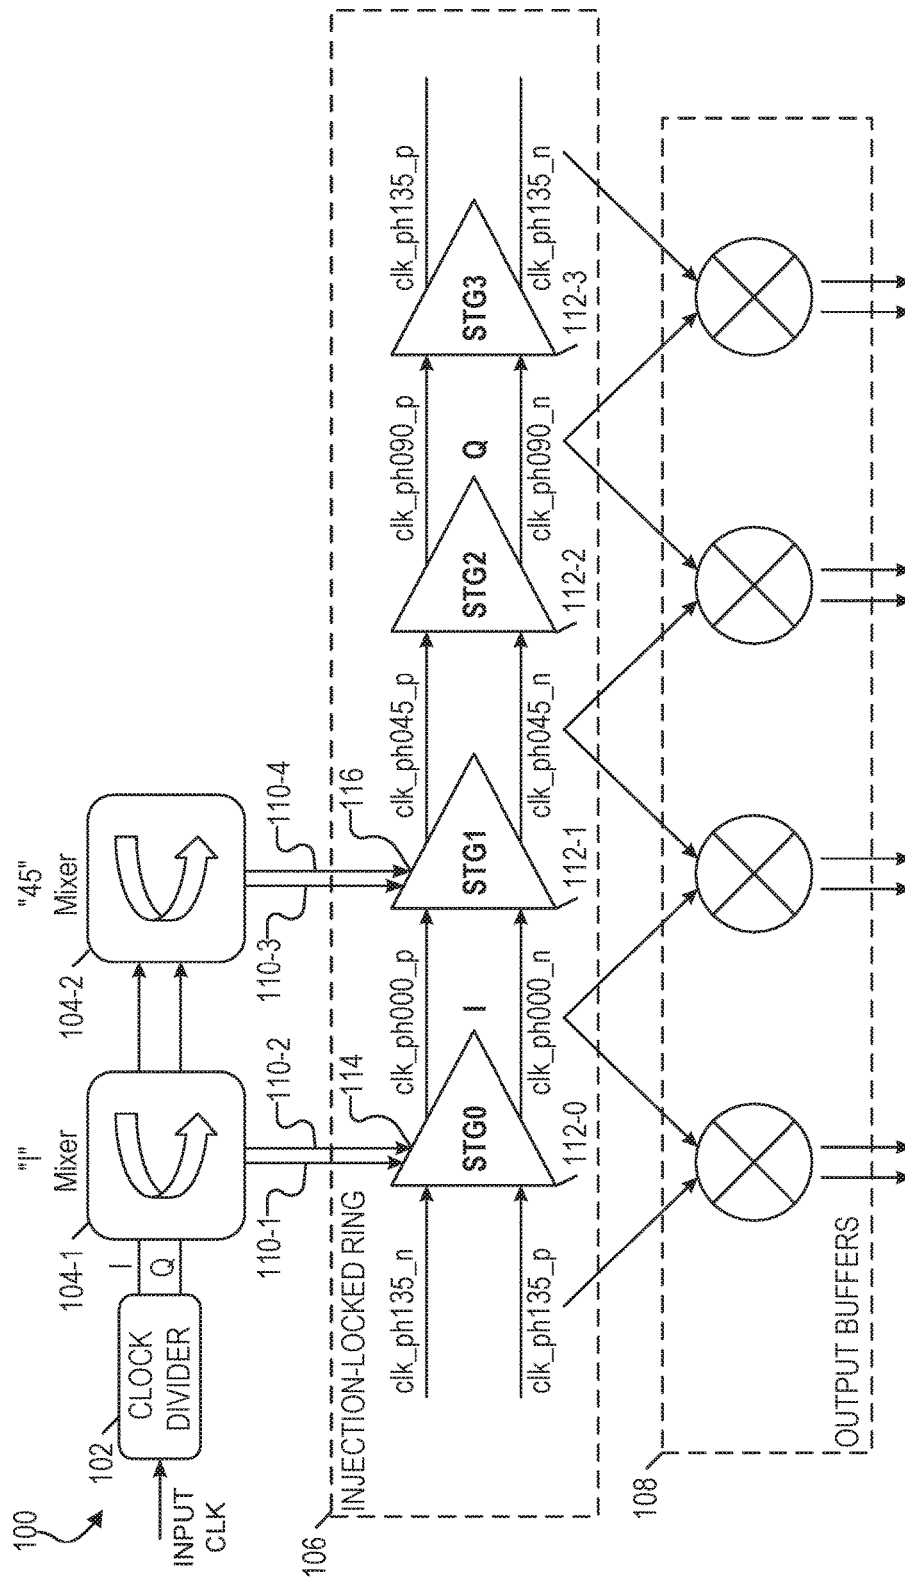 100
INPUT
CLK
102
CLOCK
DIVIDER
I
Q
104-1
"I"
Mixer
104-2
"45"
Mixer
110-1
110-2
110-3
110-4
106
INJECTION-LOCKED RING
114
116
clk_ph135_n
clk_ph135_p
STG0
112-0
clk_ph000_p
I
clk_ph000_n
STG1
112-1
clk_ph045_p
clk_ph045_n
STG2
112-2
clk_ph090_p
Q
clk_ph090_n
STG3
112-3
clk_ph135_p
clk_ph135_n
108
OUTPUT BUFFERS